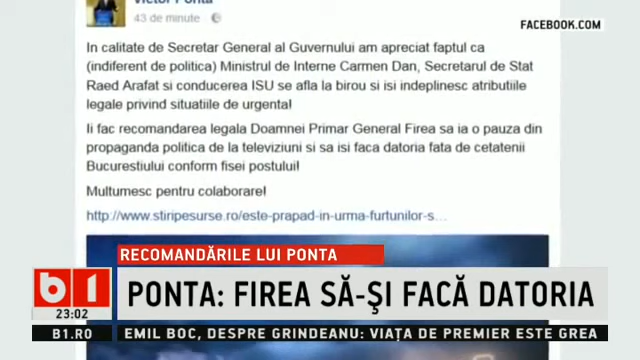 Victor Ponta
43 de minute
FACEBOOK.COM
In calitate de Secretar General al Guvernului am apreciat faptul ca
(indiferent de politica) Ministrul de Interne Carmen Dan, Secretarul de Stat
Raed Arafat si conducerea ISU se afla la birou si isi indeplinesc atributiile
legale privind situatiile de urgenta!
Ii fac recomandarea legala Doamnei Primar General Firea sa ia o pauza din
propaganda politica de la televiziuni si sa isi faca datoria fata de cetatenii
Bucurestiului conform fisei postului!
Multumesc pentru colaborare!
http://www.stiripesurse.ro/este-prapad-in-urma-furtunilor-s...
RECOMANDĂRILE LUI PONTA
b1
PONTA: FIREA SĂ-ŞI FACĂ DATORIA
23:02
B1.RO
EMIL BOC, DESPRE GRINDEANU: VIAȚA DE PREMIER ESTE GREA